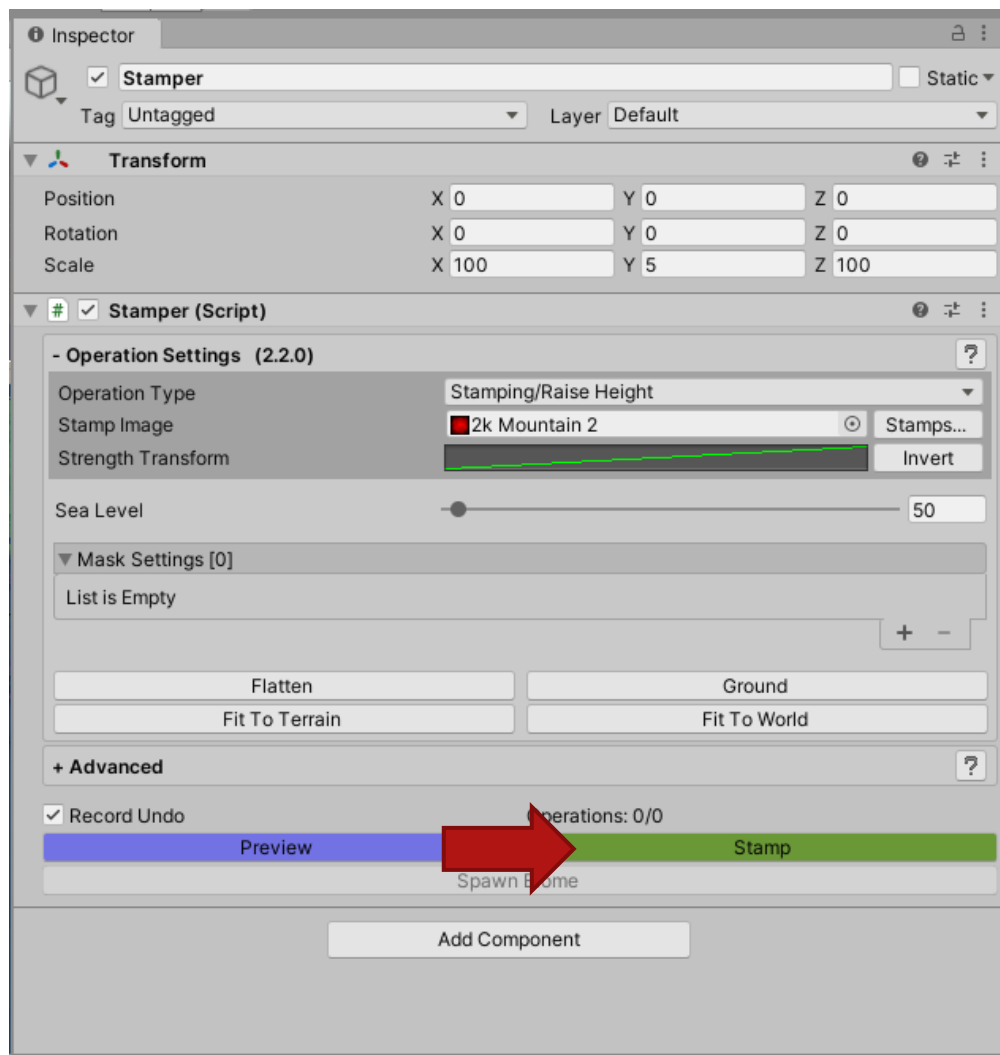 Inspector
Stamper Static
Tag Untagged Layer Default
Transform
Position X 0 Y 0 Z 0
Rotation X 0 Y 0 Z 0
Scale X 100 Y 5 Z 100
# Stamper (Script)
- Operation Settings (2.2.0) ?
Operation Type Stamping/Raise Height
Stamp Image 2k Mountain 2 Stamps...
Strength Transform Invert
Sea Level 50
Mask Settings [0]
List is Empty
+ −
Flatten Ground
Fit To Terrain Fit To World
+ Advanced ?
Record Undo Operations: 0/0
Preview Stamp
Spawn Biome
Add Component